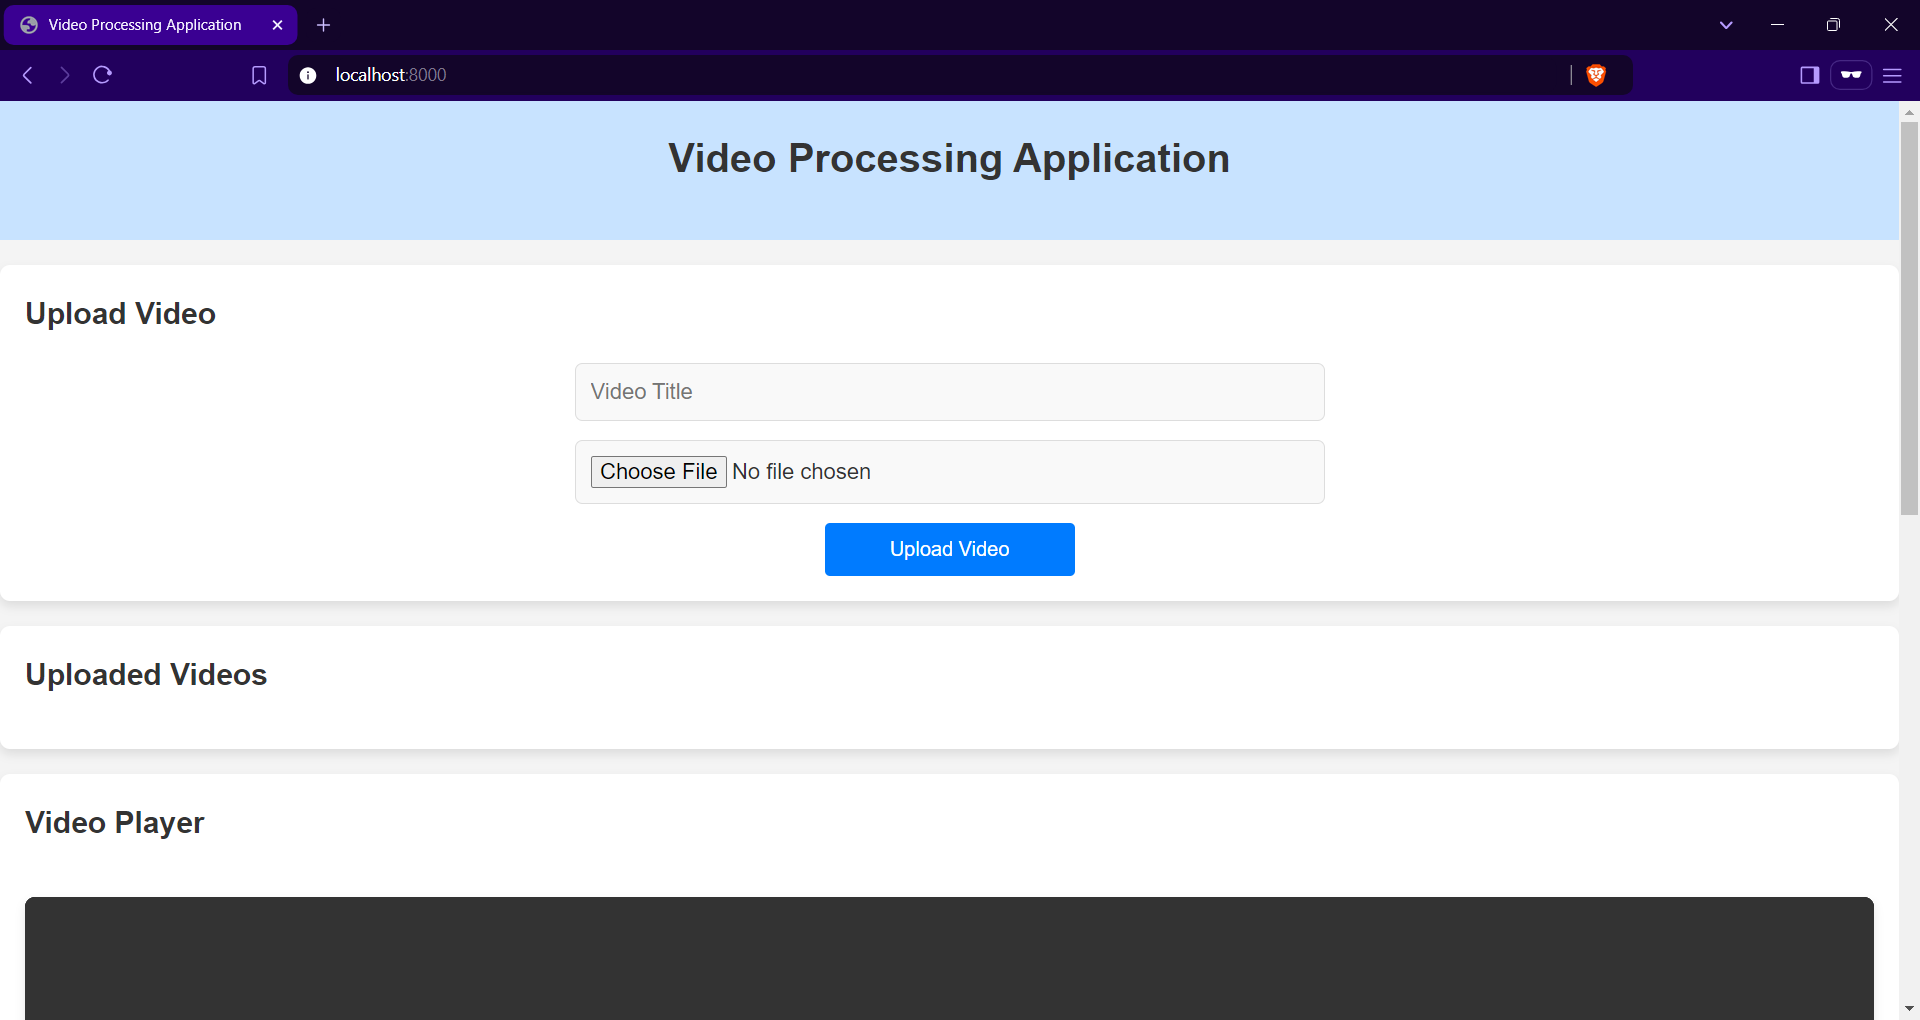 Video Processing Application
localhost:8000
Video Processing Application
Upload Video
Video Title
Choose File No file chosen
Upload Video
Uploaded Videos
Video Player